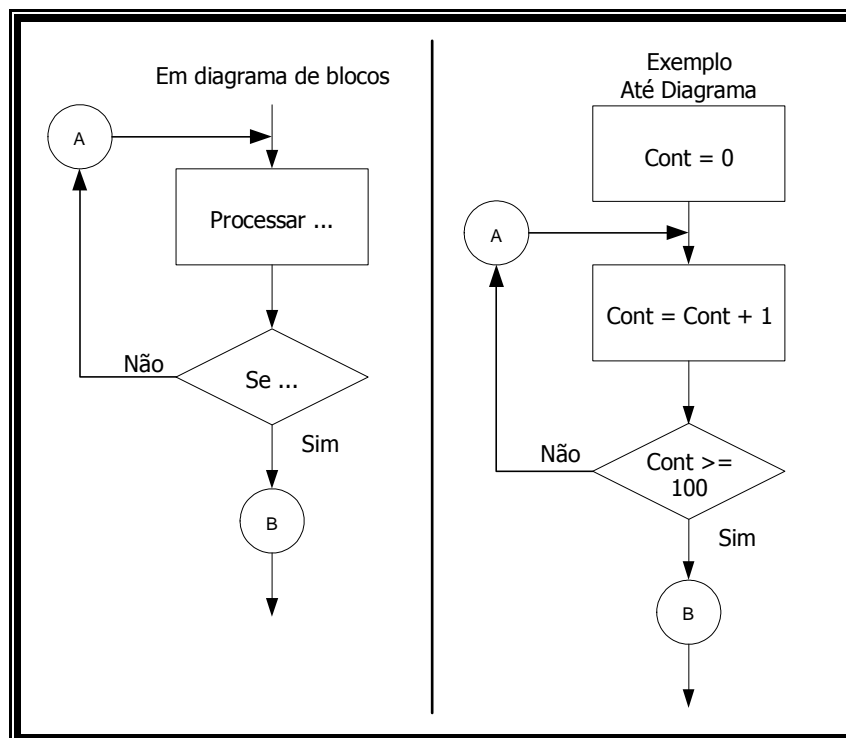 Em diagrama de blocos
A
Processar ...
Não
Se ...
Sim
B
Exemplo
Até Diagrama
Cont = 0
A
Cont = Cont + 1
Não
Cont >=
100
Sim
B